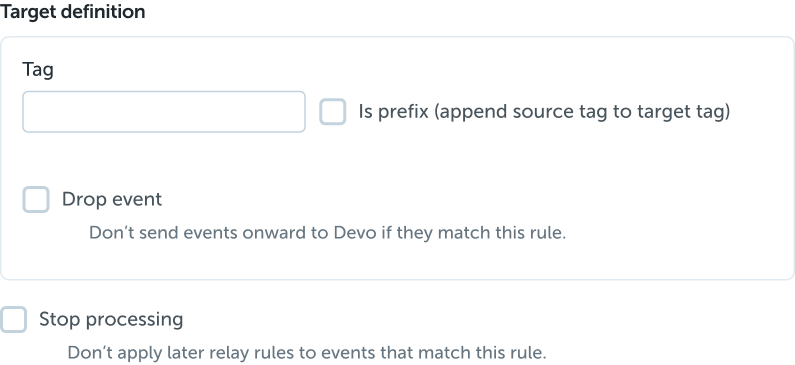 Target definition
Tag
Is prefix (append source tag to target tag)
Drop event
Don’t send events onward to Devo if they match this rule.
Stop processing
Don’t apply later relay rules to events that match this rule.